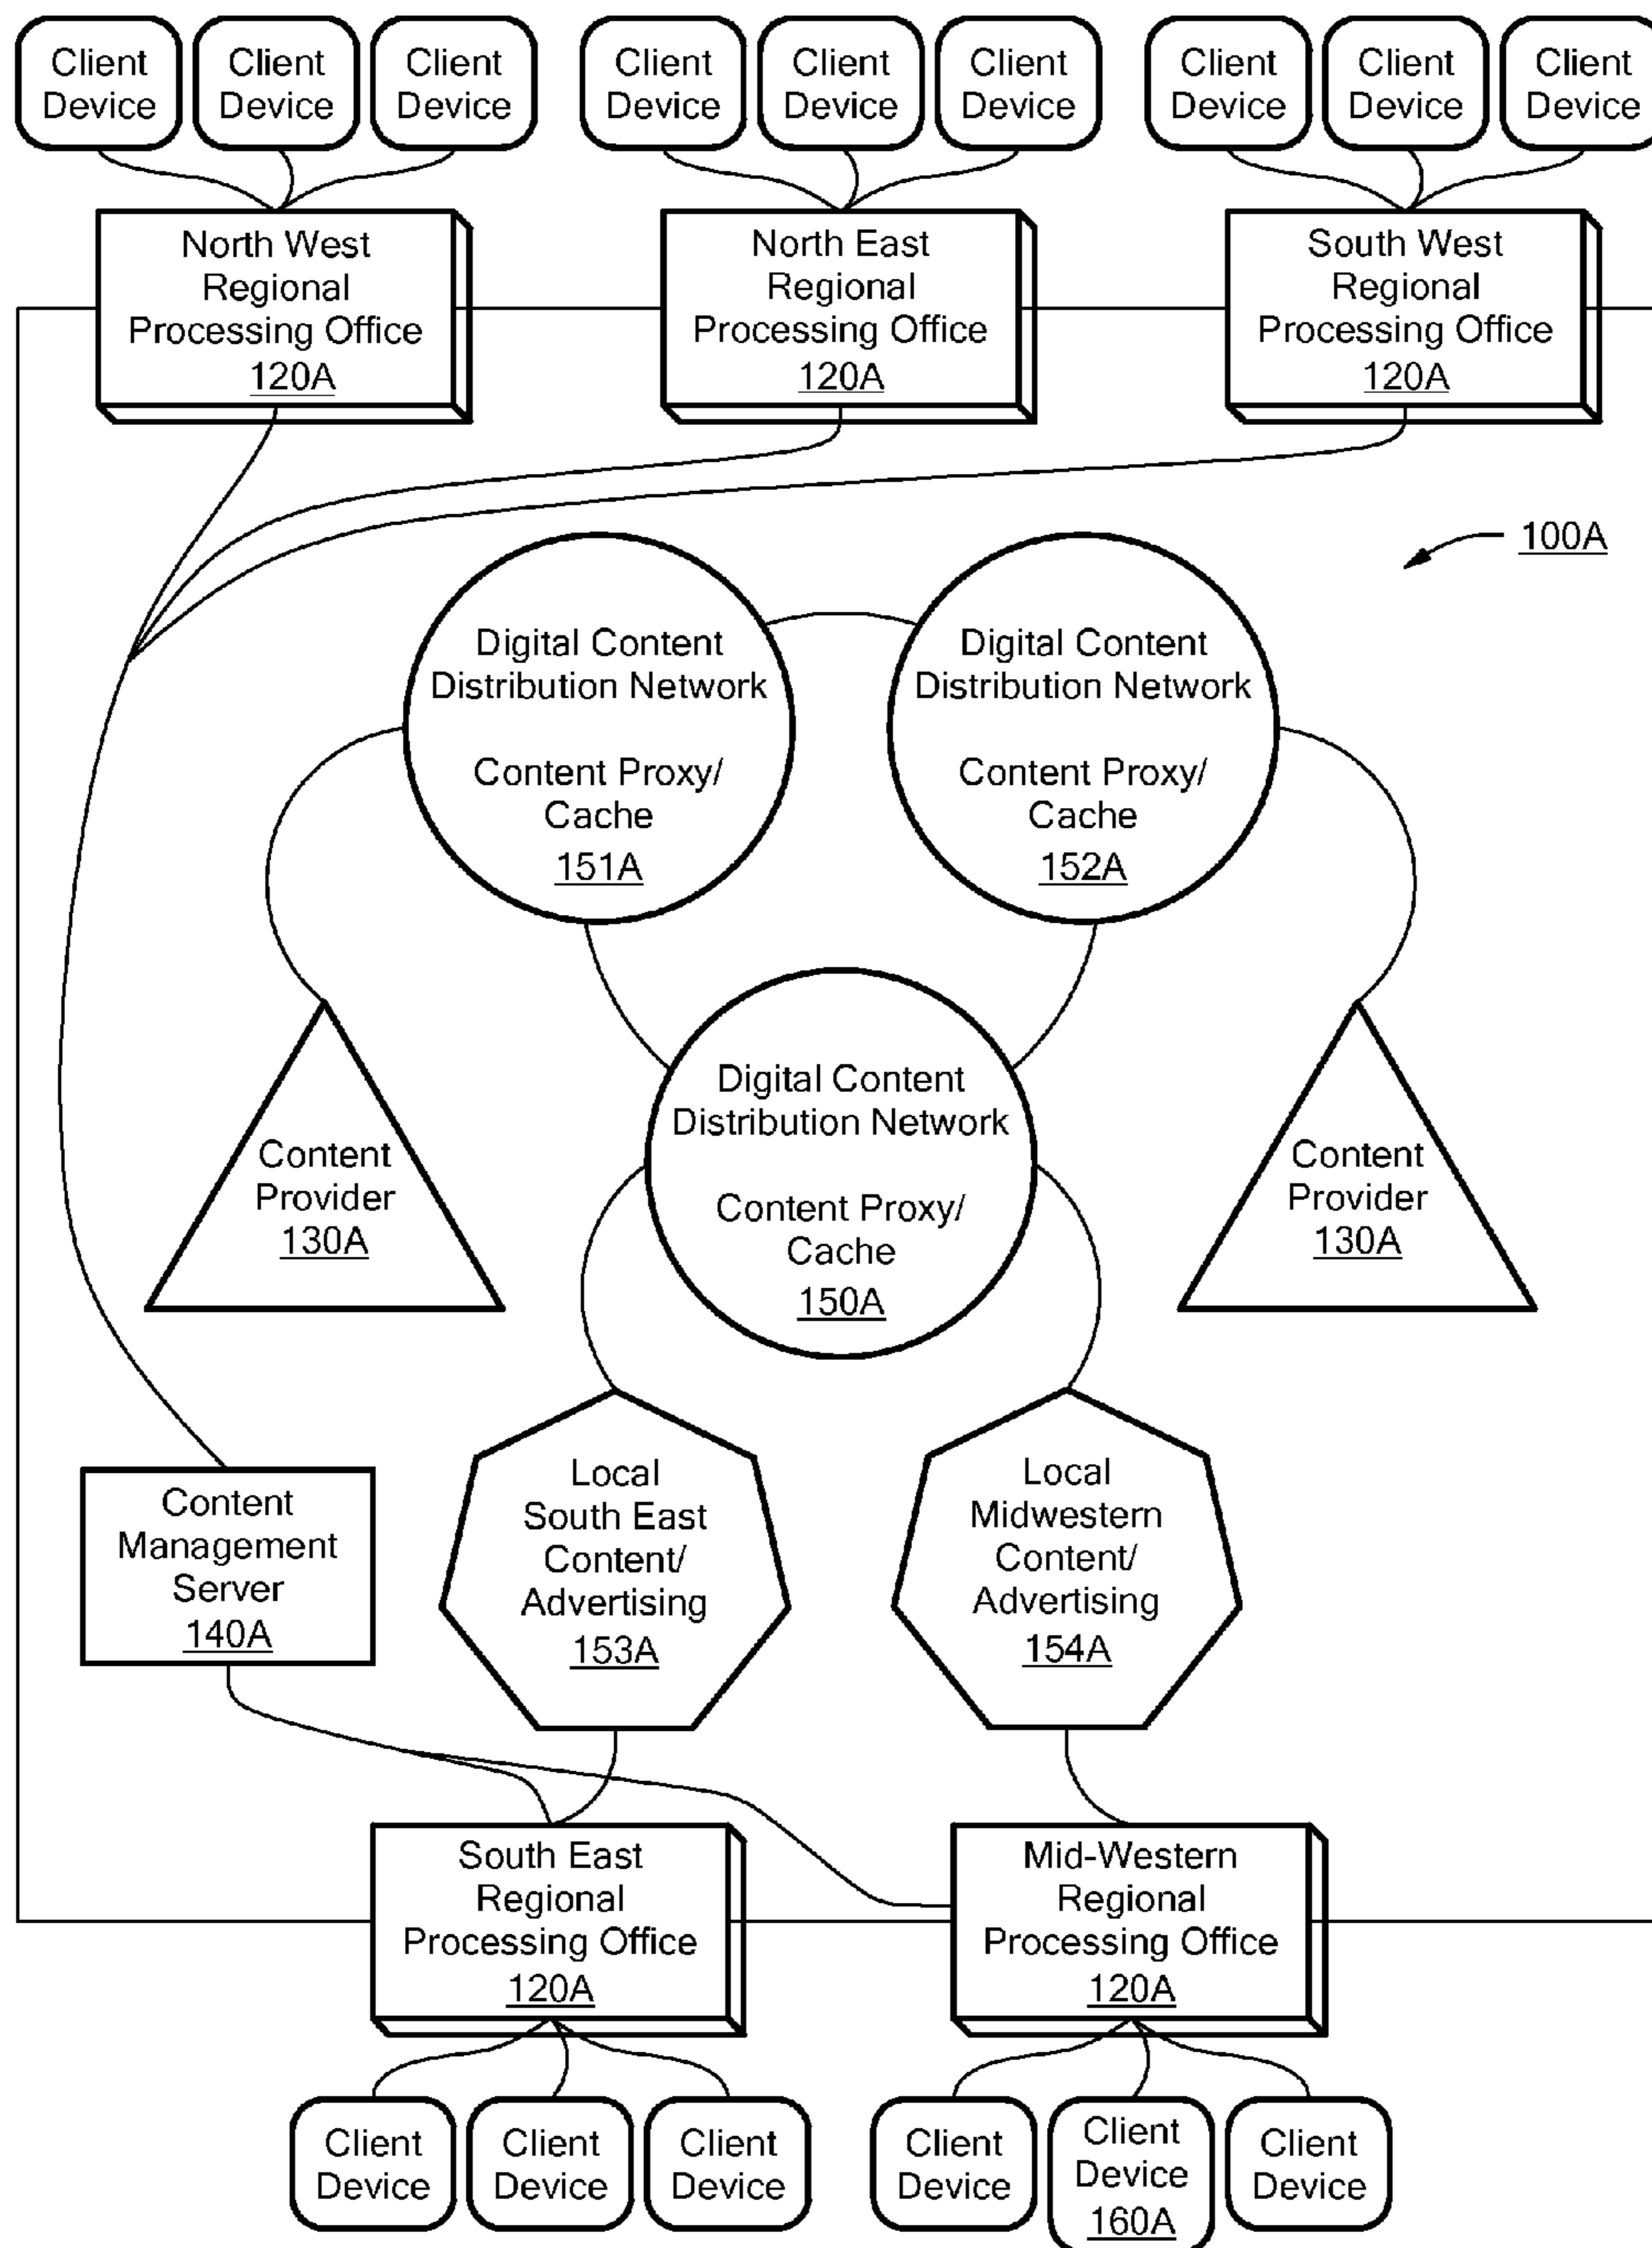 Client
Device
Client
Device
Client
Device
Client
Device
Client
Device
Client
Device
Client
Device
Client
Device
Client
Device
North West
Regional
Processing Office
120A
North East
Regional
Processing Office
120A
South West
Regional
Processing Office
120A
100A
Digital Content
Distribution Network
Content Proxy/
Cache
151A
Digital Content
Distribution Network
Content Proxy/
Cache
152A
Content
Provider
130A
Digital Content
Distribution Network
Content Proxy/
Cache
150A
Content
Provider
130A
Content
Management
Server
140A
Local
South East
Content/
Advertising
153A
Local
Midwestern
Content/
Advertising
154A
South East
Regional
Processing Office
120A
Mid-Western
Regional
Processing Office
120A
Client
Device
Client
Device
Client
Device
Client
Device
Client
Device
160A
Client
Device